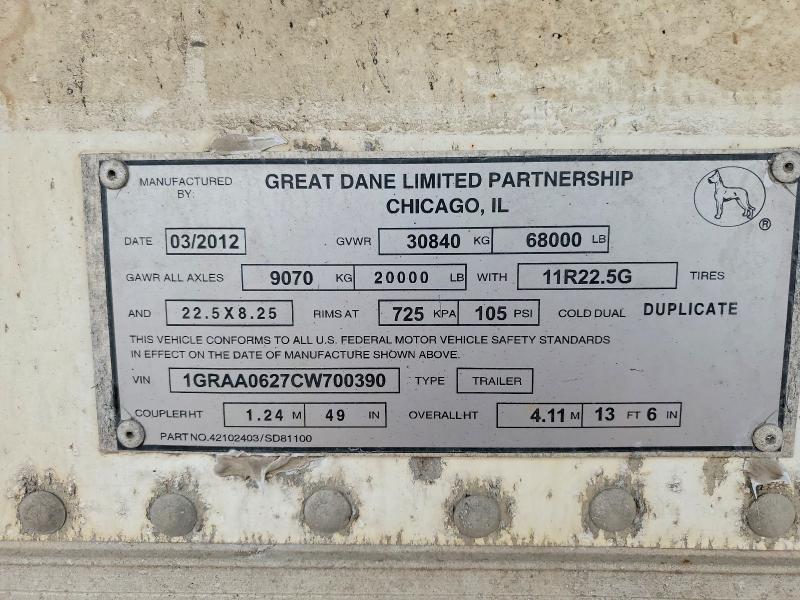 MANUFACTURED BY: GREAT DANE LIMITED PARTNERSHIP
CHICAGO, IL
®
DATE 03/2012 GVWR 30840 KG 68000 LB
GAWR ALL AXLES 9070 KG 20000 LB WITH 11R22.5G TIRES
AND 22.5X8.25 RIMS AT 725 KPA 105 PSI COLD DUAL DUPLICATE
THIS VEHICLE CONFORMS TO ALL U.S. FEDERAL MOTOR VEHICLE SAFETY STANDARDS
IN EFFECT ON THE DATE OF MANUFACTURE SHOWN ABOVE.
VIN 1GRAA0627CW700390 TYPE TRAILER
COUPLER HT 1.24 M 49 IN OVERALL HT 4.11 M 13 FT 6 IN
PART NO. 42102403/SD81100